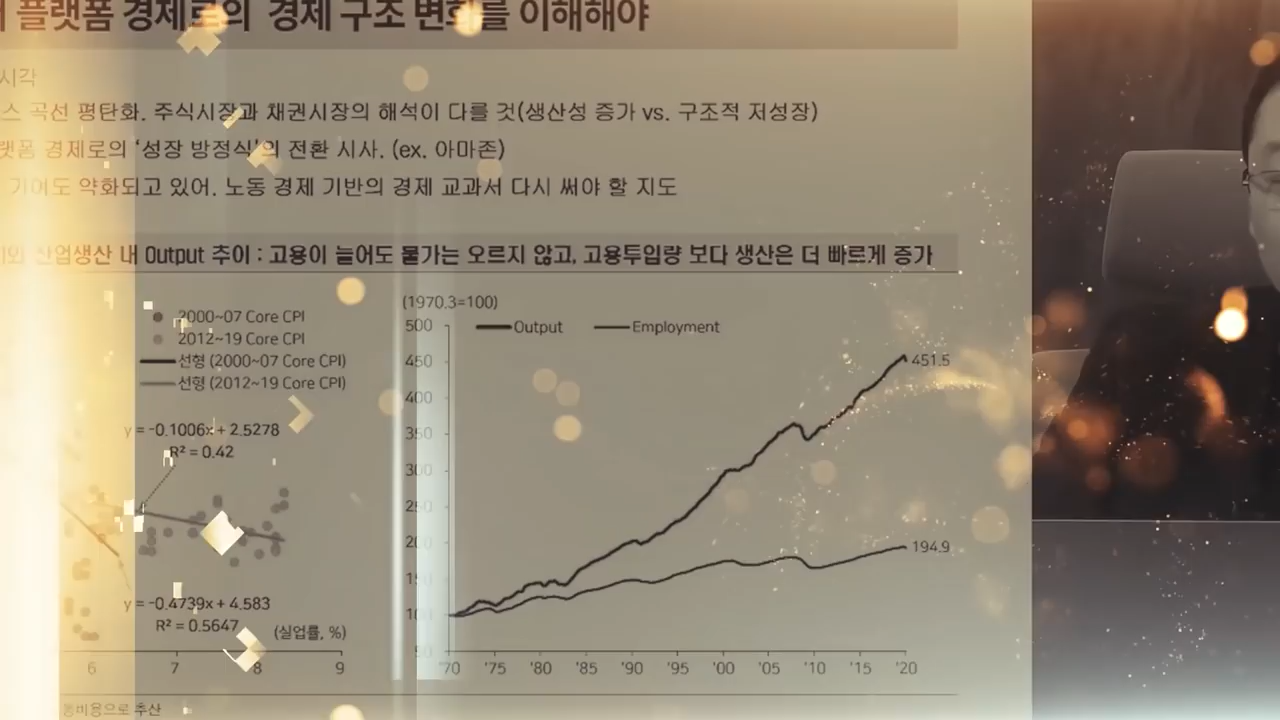 플랫폼 경제로의 경제 구조 변화를 이해해야
시각
스 곡선 평탄화. 주식시장과 채권시장의 해석이 다를 것(생산성 증가 vs. 구조적 저성장)
랫폼 경제로의 ‘성장 방정식’의 전환 시사. (ex. 아마존)
기여도 약화되고 있어. 노동 경제 기반의 경제 교과서 다시 써야 할 지도
산업생산 내 Output 추이 : 고용이 늘어도 물가는 오르지 않고, 고용투입량 보다 생산은 더 빠르게 증가
2000~07 Core CPI
2012~19 Core CPI
선형 (2000~07 Core CPI)
선형 (2012~19 Core CPI)
y = -0.1006x + 2.5278
R² = 0.42
y = -0.4739x + 4.583
R² = 0.5647
(실업률, %)
6 7 8 9
(1970.3=100)
Output Employment
500
450
400
350
300
250
200
150
100
50
451.5
194.9
'70 '75 '80 '85 '90 '95 '00 '05 '10 '15 '20
동비용으로 추산